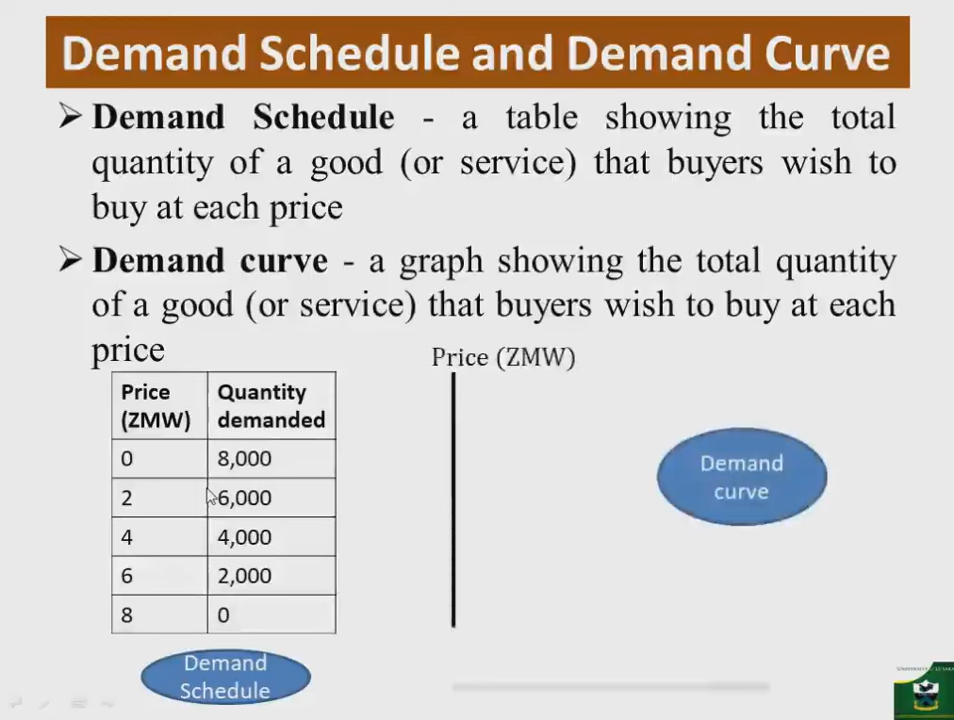 Demand Schedule and Demand Curve
➢ Demand Schedule - a table showing the total
quantity of a good (or service) that buyers wish to
buy at each price
➢ Demand curve - a graph showing the total quantity
of a good (or service) that buyers wish to buy at each
price
Price (ZMW)
Price (ZMW) Quantity demanded
0 8,000
2 6,000
4 4,000
6 2,000
8 0
Demand
curve
Demand
Schedule